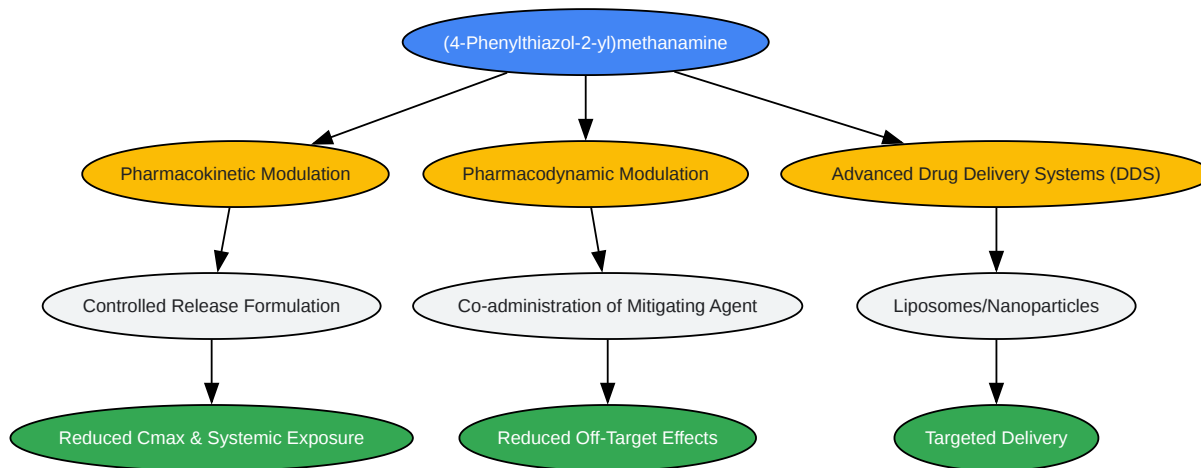 (4-Phenylthiazol-2-yl)methanamine
Pharmacokinetic Modulation
Pharmacodynamic Modulation
Advanced Drug Delivery Systems (DDS)
Controlled Release Formulation
Co-administration of Mitigating Agent
Liposomes/Nanoparticles
Reduced Cmax & Systemic Exposure
Reduced Off-Target Effects
Targeted Delivery